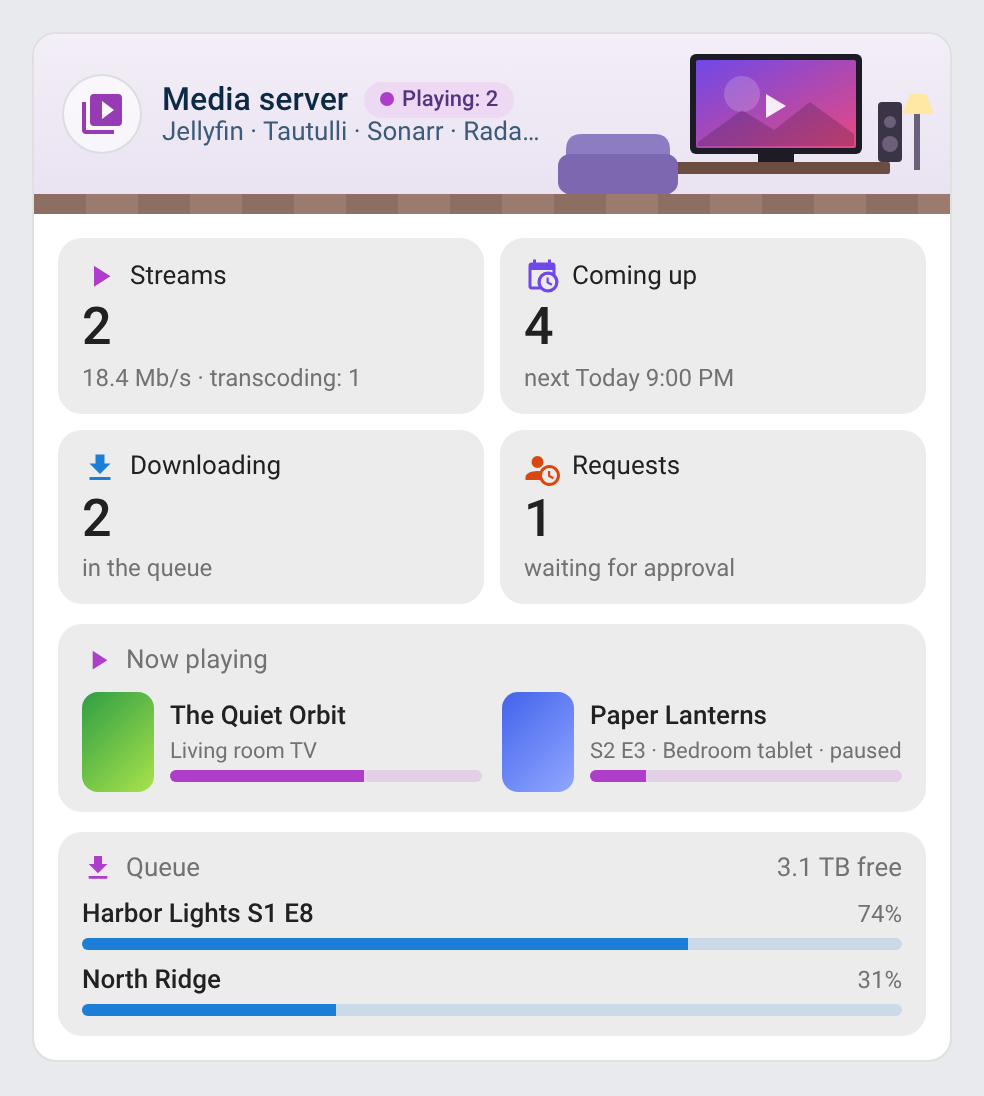 Media server
Playing: 2
Jellyfin · Tautulli · Sonarr · Rada…
Streams
2
18.4 Mb/s · transcoding: 1
Coming up
4
next Today 9:00 PM
Downloading
2
in the queue
Requests
1
waiting for approval
Now playing
The Quiet Orbit
Living room TV
Paper Lanterns
S2 E3 · Bedroom tablet · paused
Queue
3.1 TB free
Harbor Lights S1 E8
74%
North Ridge
31%